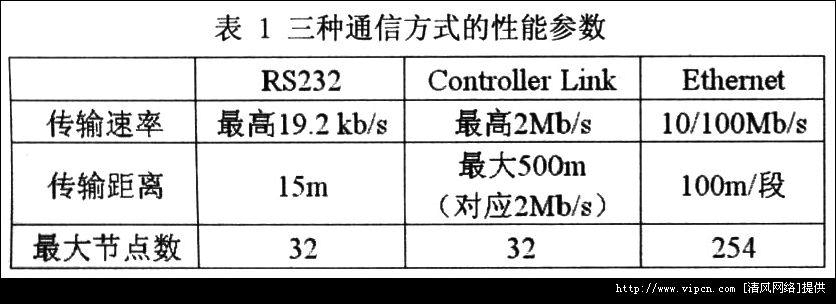 表 1 三种通信方式的性能参数
RS232 Controller Link Ethernet
传输速率 最高19.2 kb/s 最高2Mb/s 10/100Mb/s
传输距离 15m 最大500m 100m/段
（对应2Mb/s）
最大节点数 32 32 254
http://www.vipcn.com [清风网络]提供